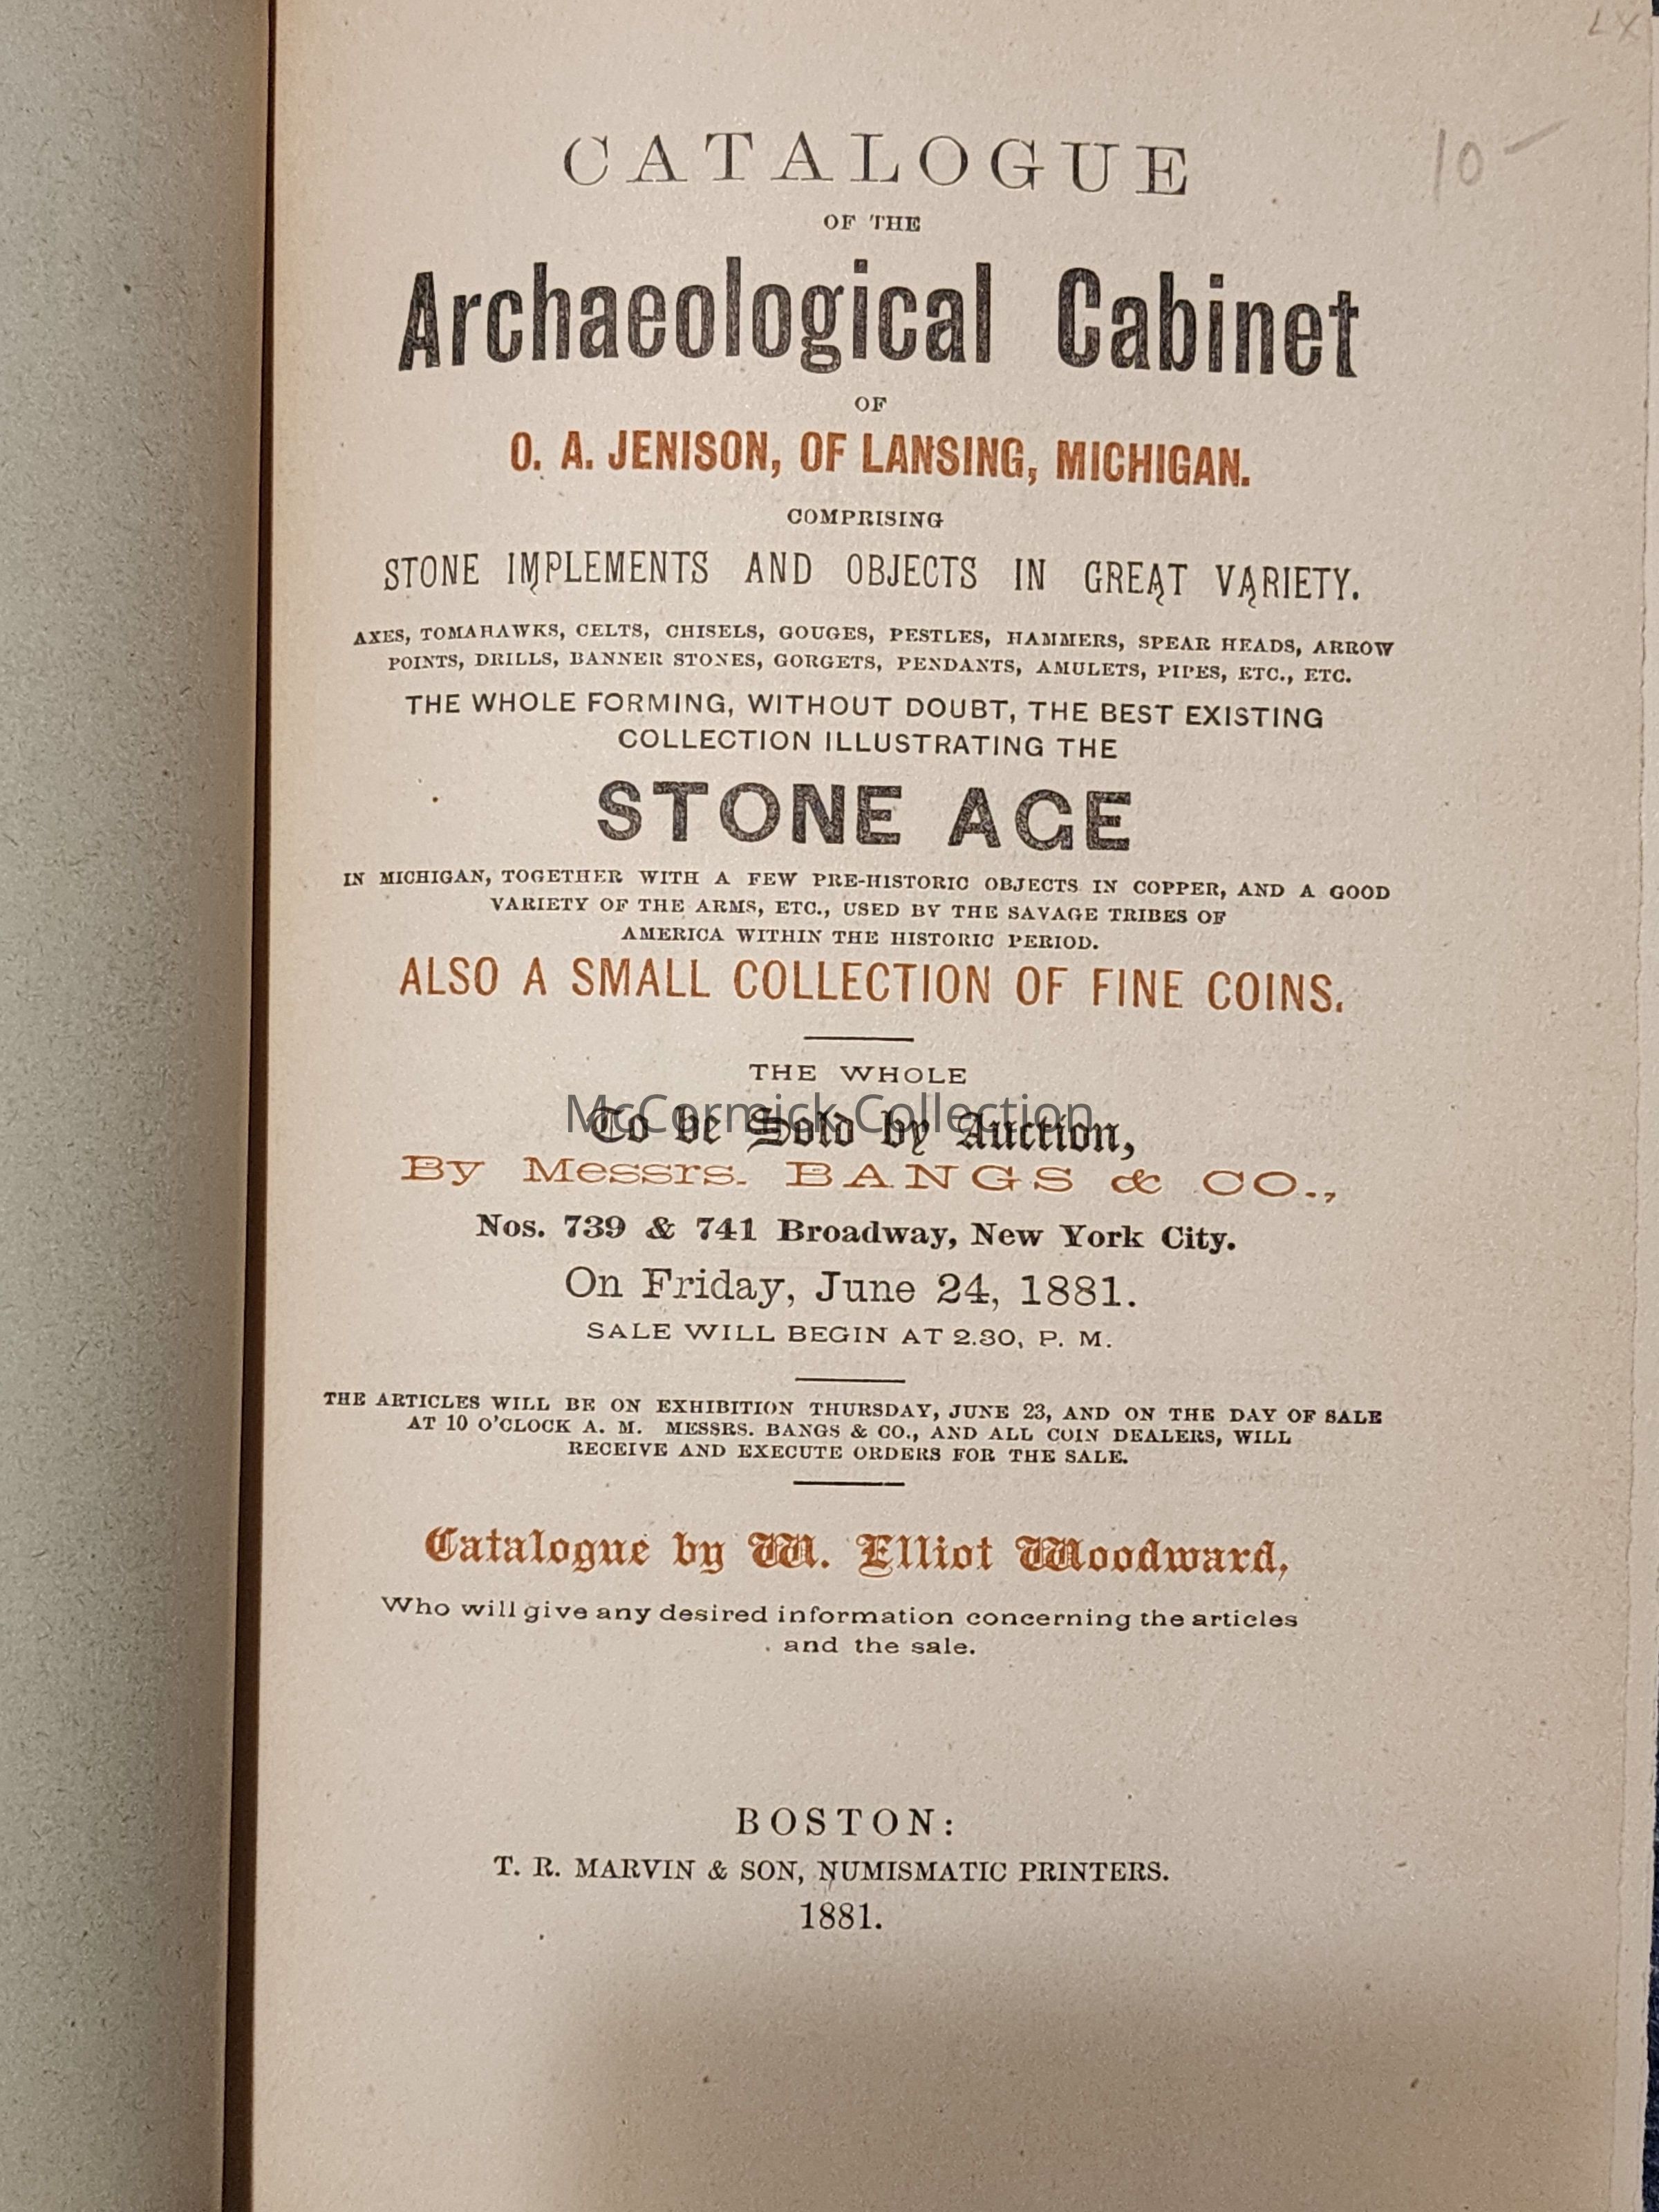 LX
10 -
CATALOGUE
OF THE
Archaeological Cabinet
OF
O. A. JENISON, OF LANSING, MICHIGAN.
COMPRISING
STONE IMPLEMENTS AND OBJECTS IN GREAT VARIETY.
AXES, TOMAHAWKS, CELTS, CHISELS, GOUGES, PESTLES, HAMMERS, SPEAR HEADS, ARROW
POINTS, DRILLS, BANNER STONES, GORGETS, PENDANTS, AMULETS, PIPES, ETC., ETC.
THE WHOLE FORMING, WITHOUT DOUBT, THE BEST EXISTING
COLLECTION ILLUSTRATING THE
STONE AGE
IN MICHIGAN, TOGETHER WITH A FEW PRE-HISTORIC OBJECTS IN COPPER, AND A GOOD
VARIETY OF THE ARMS, ETC., USED BY THE SAVAGE TRIBES OF
AMERICA WITHIN THE HISTORIC PERIOD.
ALSO A SMALL COLLECTION OF FINE COINS.
THE WHOLE
McCormick Collection
To be Sold by Auction,
By Messrs. BANGS & CO.,
Nos. 739 & 741 Broadway, New York City.
On Friday, June 24, 1881.
SALE WILL BEGIN AT 2.30, P. M.
THE ARTICLES WILL BE ON EXHIBITION THURSDAY, JUNE 23, AND ON THE DAY OF SALE
AT 10 O'CLOCK A. M. MESSRS. BANGS & CO., AND ALL COIN DEALERS, WILL
RECEIVE AND EXECUTE ORDERS FOR THE SALE.
Catalogue by W. Elliot Woodward,
Who will give any desired information concerning the articles
and the sale.
BOSTON:
T. R. MARVIN & SON, NUMISMATIC PRINTERS.
1881.